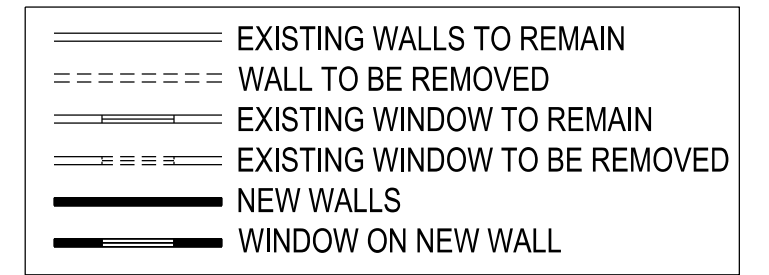 EXISTING WALLS TO REMAIN
WALL TO BE REMOVED
EXISTING WINDOW TO REMAIN
EXISTING WINDOW TO BE REMOVED
NEW WALLS
WINDOW ON NEW WALL